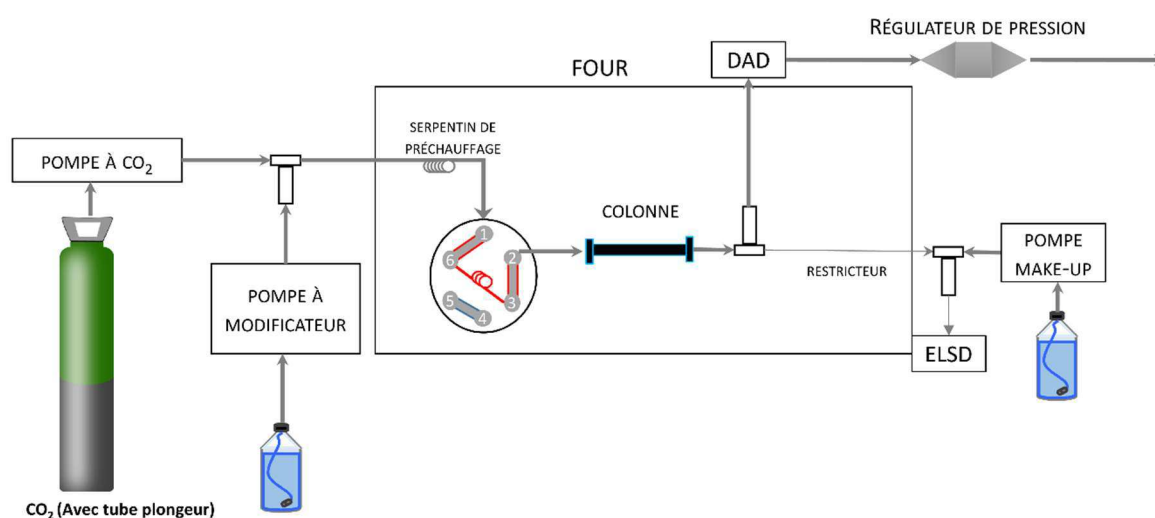 RÉGULATEUR DE PRESSION
DAD
FOUR
SERPENTIN DE
PRÉCHAUFFAGE
POMPE À CO₂
COLONNE
1
2
6
3
5
4
POMPE
MAKE-UP
RESTRICTEUR
POMPE À
MODIFICATEUR
ELSD
CO₂ (Avec tube plongeur)